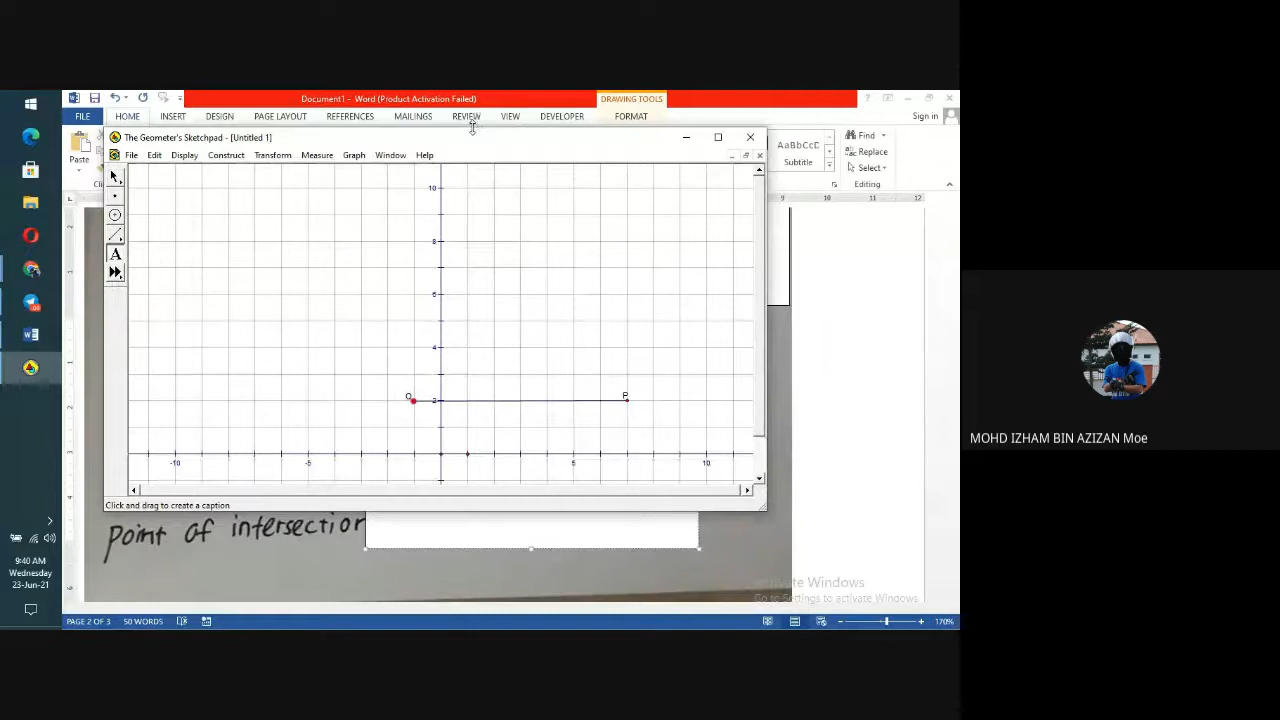 Document1 - Word (Product Activation Failed)
DRAWING TOOLS
FILE HOME INSERT DESIGN PAGE LAYOUT REFERENCES MAILINGS REVIEW VIEW DEVELOPER FORMAT Sign in
The Geometer's Sketchpad - [Untitled 1]
File Edit Display Construct Transform Measure Graph Window Help
Paste
AaBbCcD
Subtitle
Find
Replace
Select
Editing
9 10 11 12
A
10
8
6
4
2
Q P
-10 -5 5 10
Click and drag to create a caption
point of intersection
9:40 AM
Wednesday
23-Jun-21
Activate Windows
Go to Settings to activate Windows.
PAGE 2 OF 3 50 WORDS 170%
MOHD IZHAM BIN AZIZAN Moe